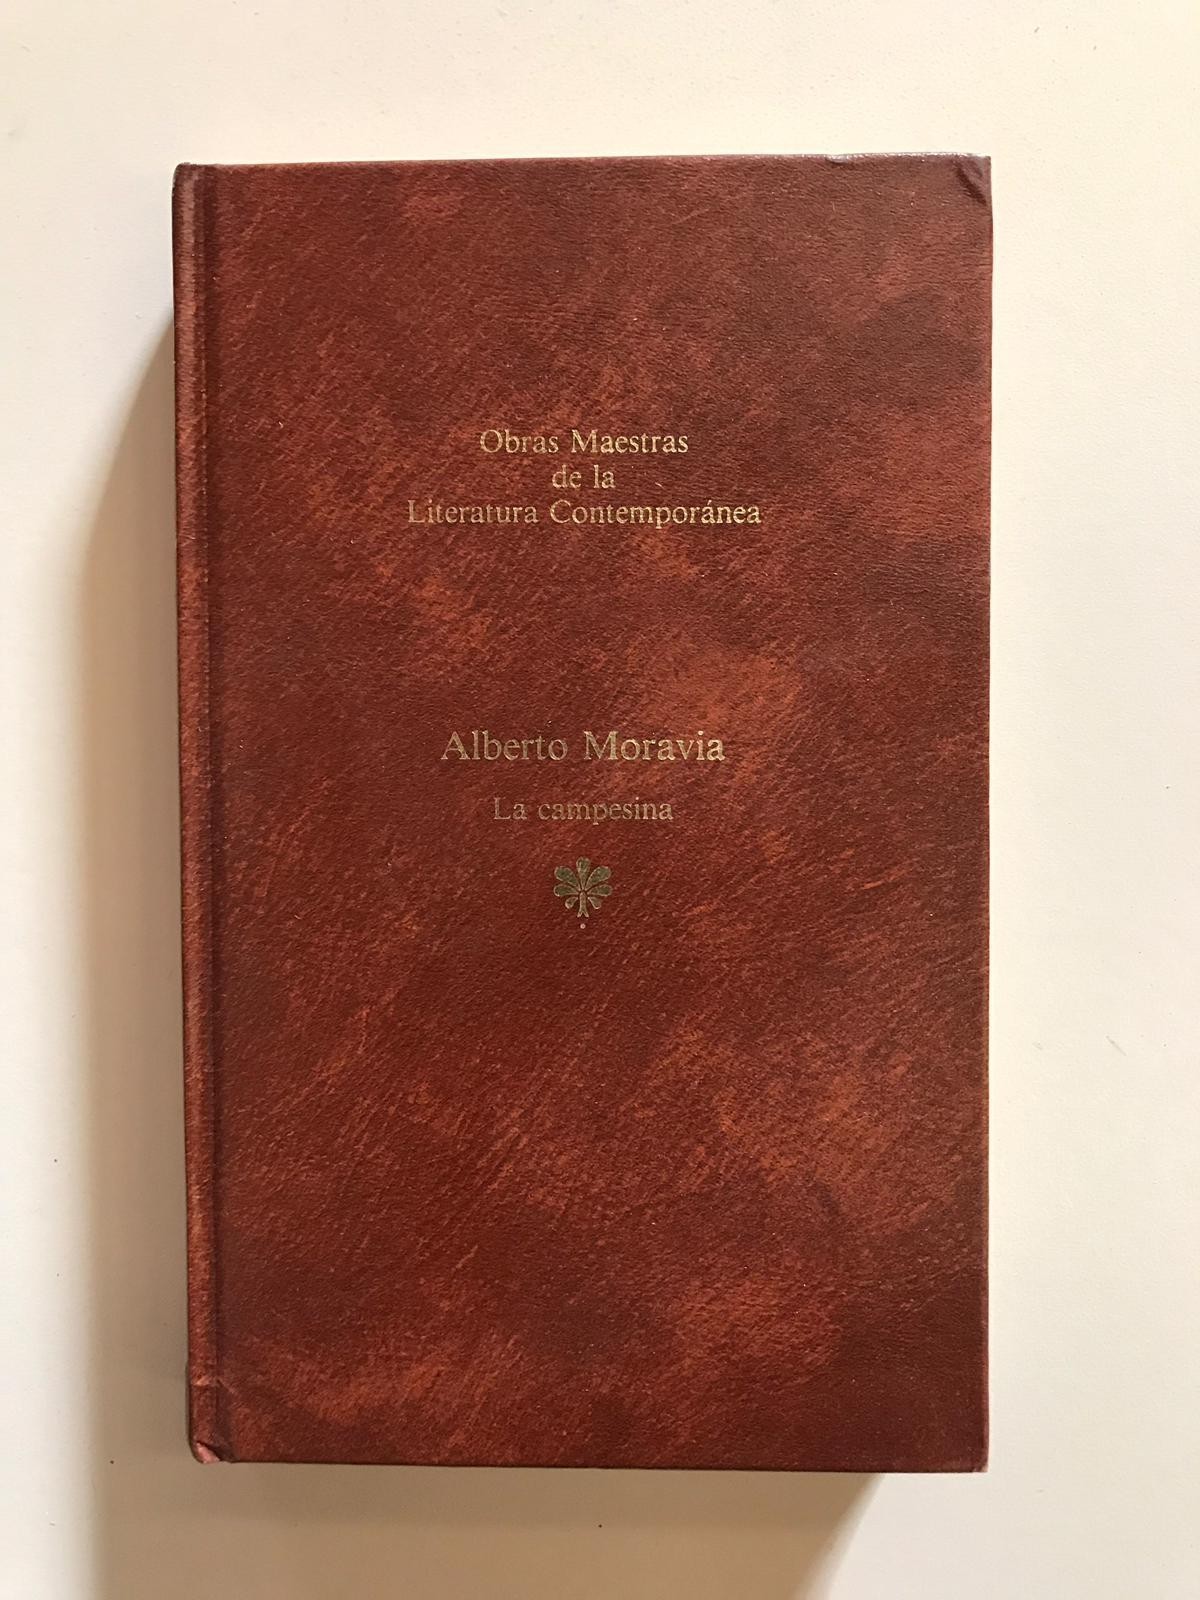 Obras Maestras
de la
Literatura Contemporánea
Alberto Moravia
La campesina